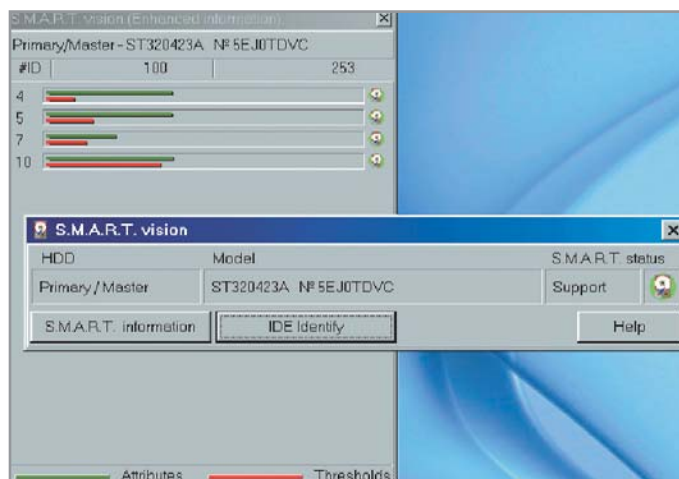 S.M.A.R.T. vision (Enhanced information)
Primary/Master - ST320423A № 5EJ0TDVC
#ID 100 253
4
5
7
10
S.M.A.R.T. vision
HDD Model S.M.A.R.T. status
Primary / Master ST320423A № 5EJ0TDVC Support
S.M.A.R.T. information IDE Identify Help
Attributes Thresholds